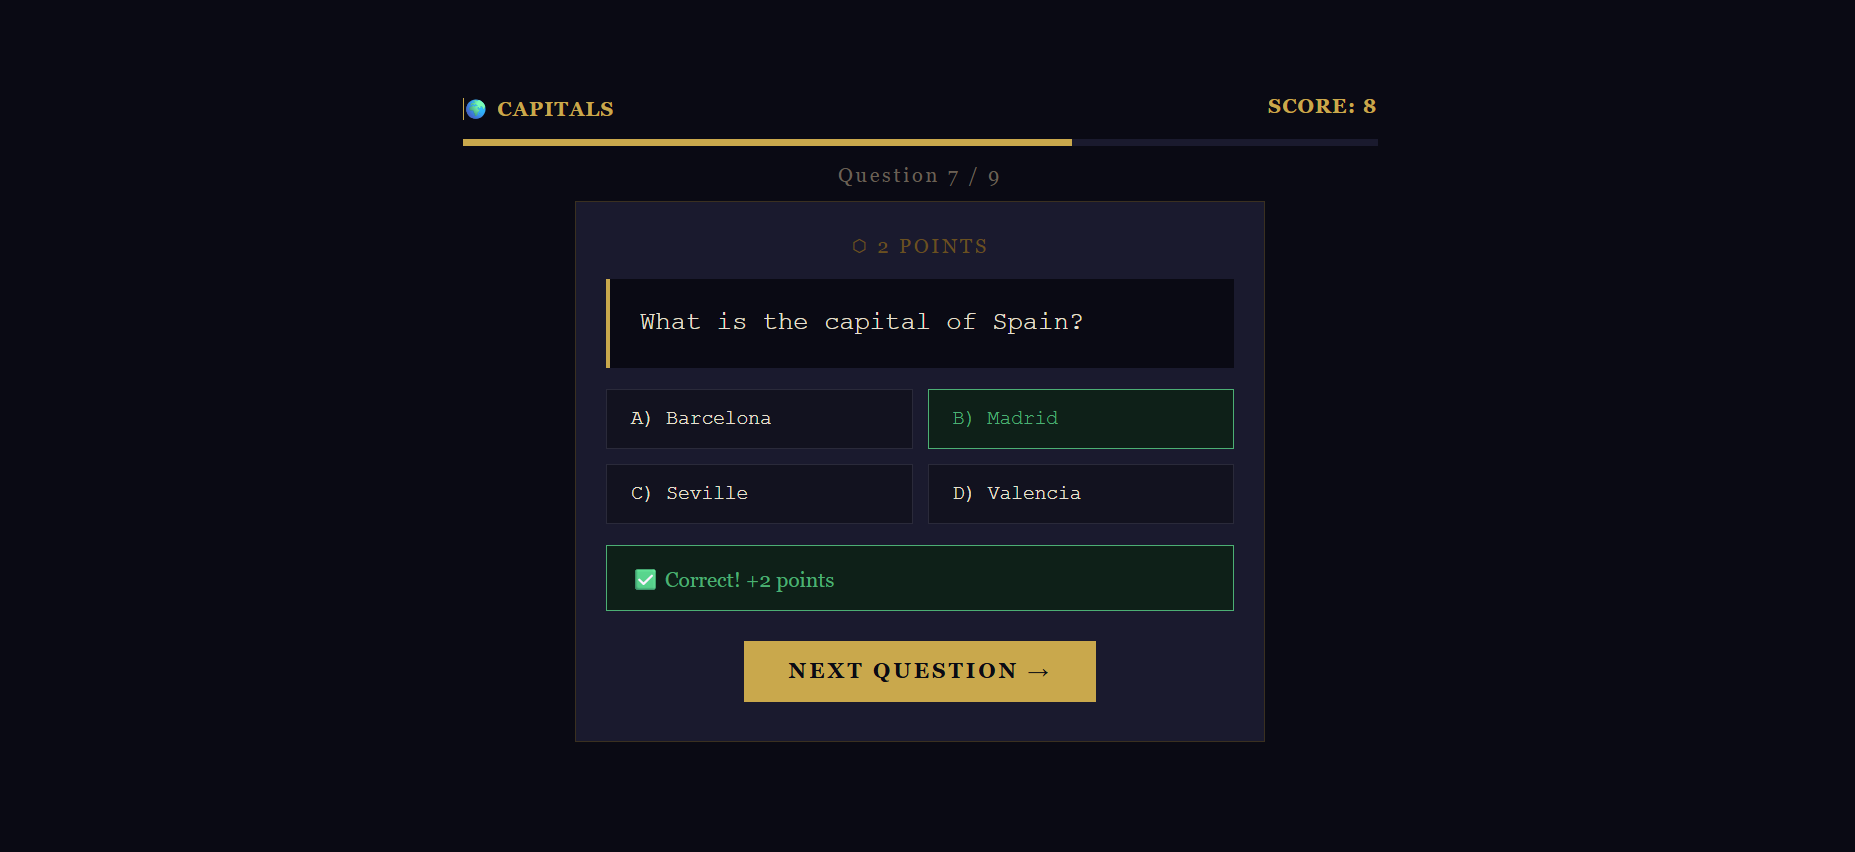 🌍 CAPITALS
SCORE: 8
Question 7 / 9
⬡ 2 POINTS
What is the capital of Spain?
A) Barcelona
B) Madrid
C) Seville
D) Valencia
✅ Correct! +2 points
NEXT QUESTION →